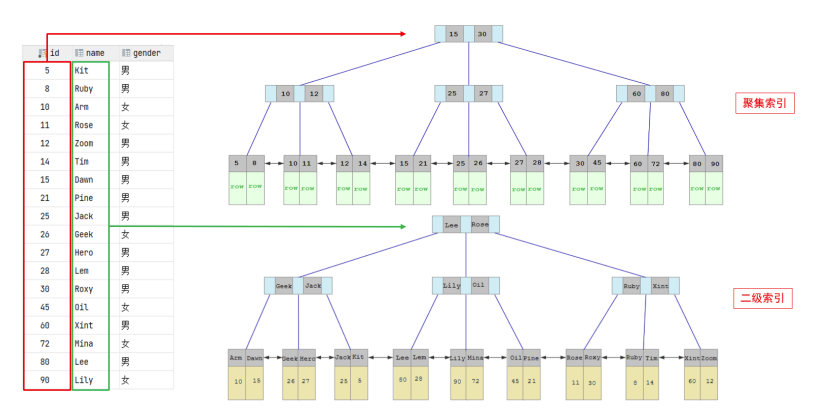 id name gender
5 Kit 男
8 Ruby 男
10 Arm 女
11 Rose 女
12 Zoom 男
14 Tim 男
15 Dawn 男
21 Pine 男
25 Jack 男
26 Geek 女
27 Hero 男
28 Lem 男
30 Roxy 男
45 Oil 女
60 Xint 男
72 Mina 女
80 Lee 男
90 Lily 女
15 30
10 12 25 27 60 80
聚集索引
5 8 10 11 12 14 15 21 25 26 27 28 30 45 60 72 80 90
row row row row row row row row row row row row row row row row row row
Lee Rose
Geek Jack Lily Oil Ruby Xint
二级索引
Arm Dawn Geek Hero Jack Kit Lee Lem Lily Mina Oil Pine Rose Roxy Ruby Tim Xint Zoom
10 15 26 27 25 5 80 28 90 72 45 21 11 30 8 14 60 12